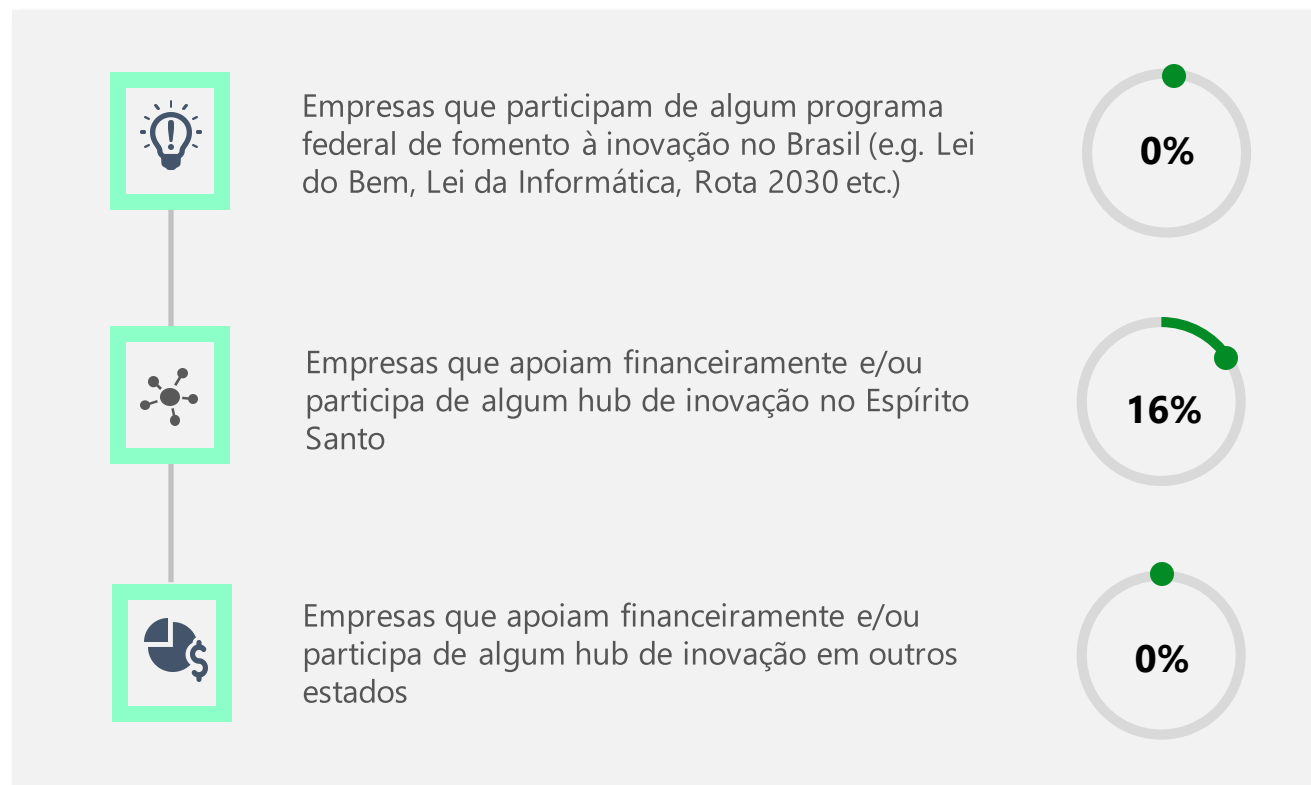 Empresas que participam de algum programa
federal de fomento à inovação no Brasil (e.g. Lei
do Bem, Lei da Informática, Rota 2030 etc.)
0%
Empresas que apoiam financeiramente e/ou
participa de algum hub de inovação no Espírito
Santo
16%
Empresas que apoiam financeiramente e/ou
participa de algum hub de inovação em outros
estados
0%